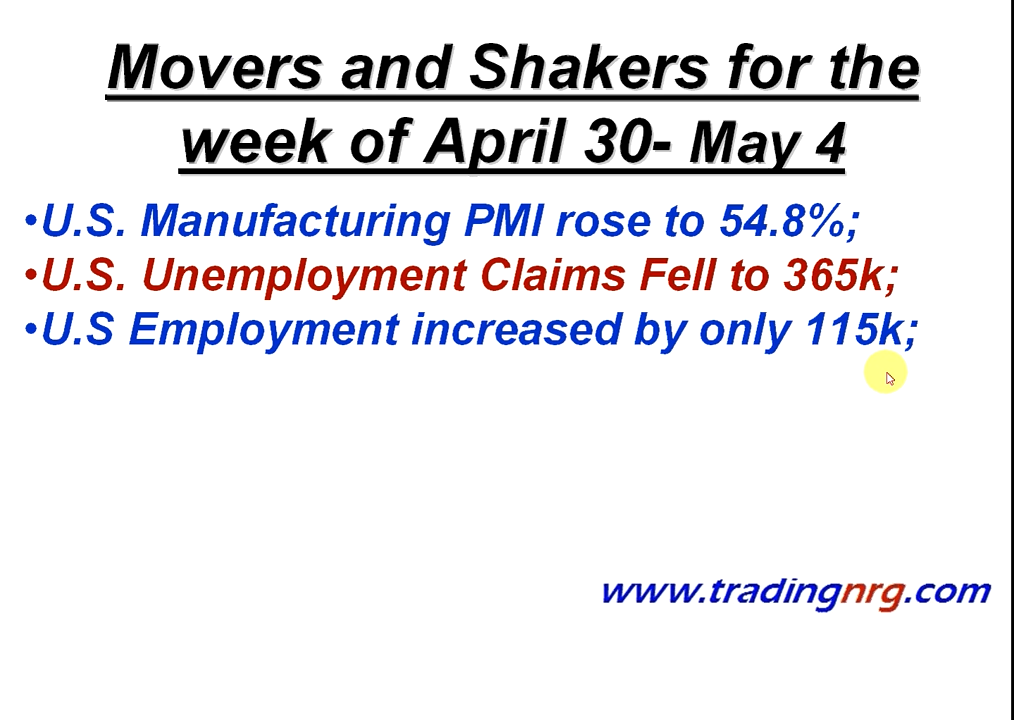 Movers and Shakers for the
week of April 30- May 4
•U.S. Manufacturing PMI rose to 54.8%;
•U.S. Unemployment Claims Fell to 365k;
•U.S Employment increased by only 115k;
www.tradingnrg.com